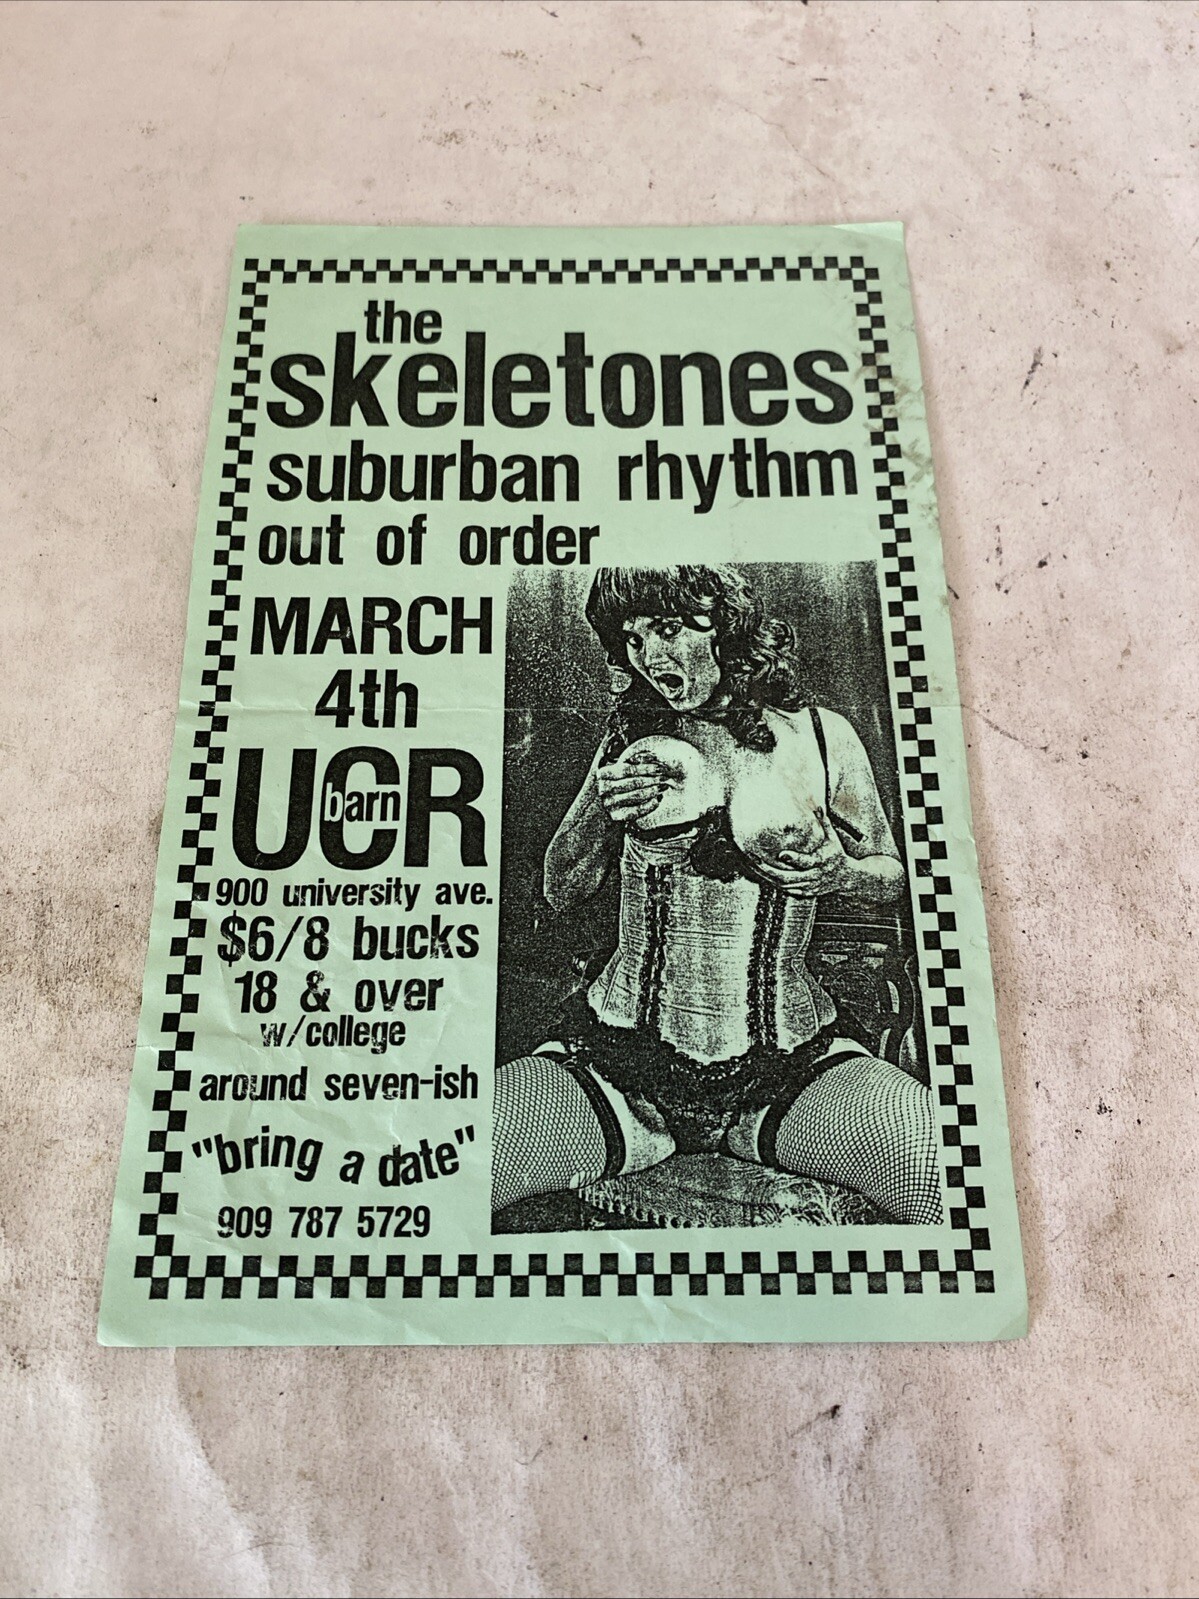 the
skeletones
suburban rhythm
out of order
MARCH
4th
UCR
barn
900 university ave.
$6/8 bucks
18 & over
w/college
around seven-ish
"bring a date"
909 787 5729